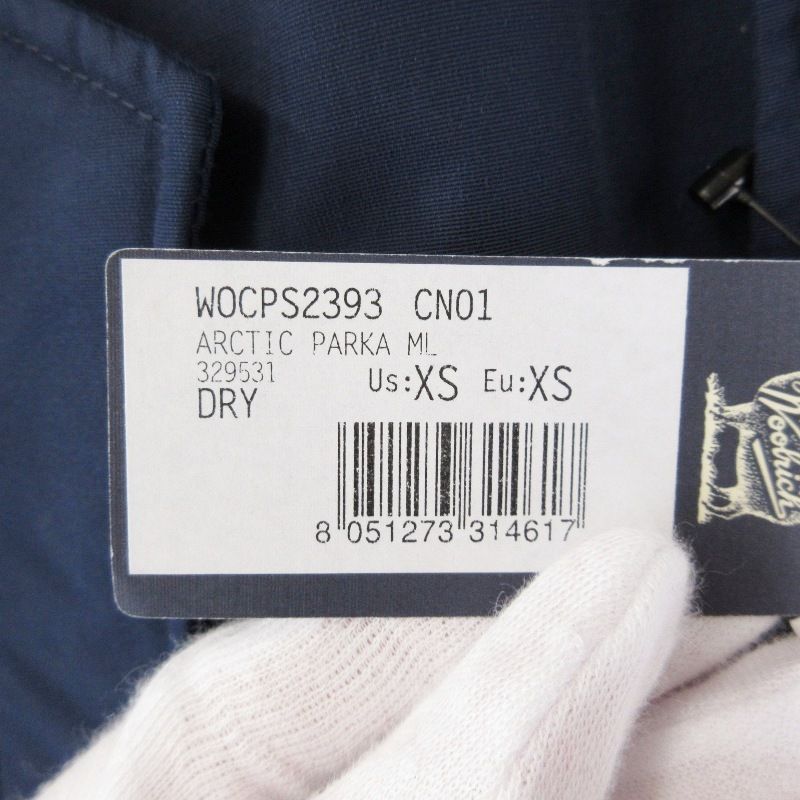 WOCPS2393 CN01
ARCTIC PARKA ML
329531 Us:XS Eu:XS
DRY
8 051273 314617
Woolrich